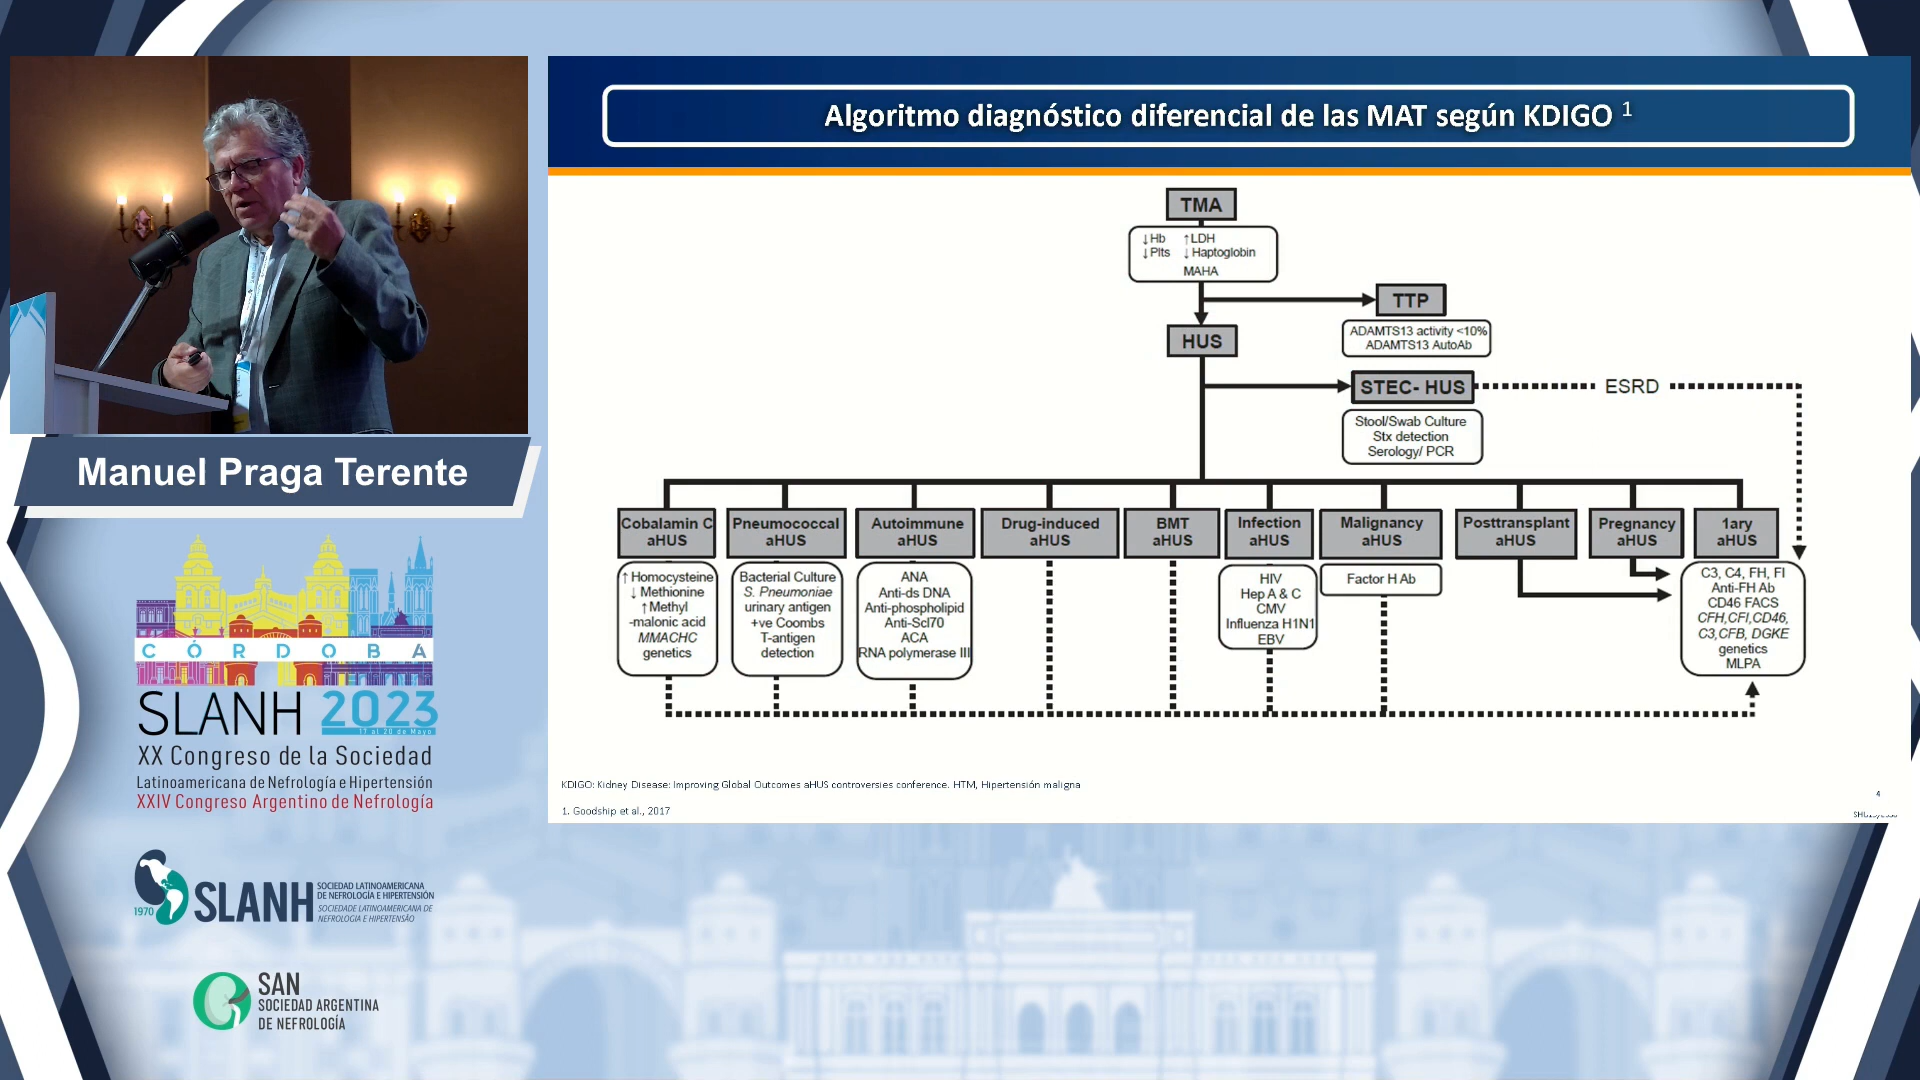 Algoritmo diagnóstico diferencial de las MAT según KDIGO 1
TMA
↓Hb ↑LDH
↓Plts ↓Haptoglobin
MAHA
TTP
ADAMTS13 activity <10%
ADAMTS13 AutoAb
HUS
STEC- HUS
ESRD
Stool/Swab Culture
Stx detection
Serology/ PCR
Cobalamin C
aHUS
↑Homocysteine
↓ Methionine
↑Methyl
-malonic acid
MMACHC
genetics
Pneumococcal
aHUS
Bacterial Culture
S. Pneumoniae
urinary antigen
+ve Coombs
T-antigen
detection
Autoimmune
aHUS
ANA
Anti-ds DNA
Anti-phospholipid
Anti-Scl70
ACA
RNA polymerase III
Drug-induced
aHUS
BMT
aHUS
Infection
aHUS
HIV
Hep A & C
CMV
Influenza H1N1
EBV
Malignancy
aHUS
Factor H Ab
Posttransplant
aHUS
Pregnancy
aHUS
1ary
aHUS
C3, C4, FH, FI
Anti-FH Ab
CD46 FACS
CFH,CFI,CD46,
C3,CFB, DGKE
genetics
MLPA
KDIGO: Kidney Disease: Improving Global Outcomes aHUS controversies conference. HTM, Hipertensión maligna
4
1. Goodship et al., 2017
Manuel Praga Terente
CÓRDOBA
SLANH 2023
17 al 20 de Mayo
XX Congreso de la Sociedad
Latinoamericana de Nefrología e Hipertensión
XXIV Congreso Argentino de Nefrología
1970
SLANH
SOCIEDAD LATINOAMERICANA
DE NEFROLOGÍA E HIPERTENSIÓN
SOCIEDADE LATINOAMERICANA DE
NEFROLOGIA E HIPERTENSÃO
SAN
SOCIEDAD ARGENTINA
DE NEFROLOGÍA